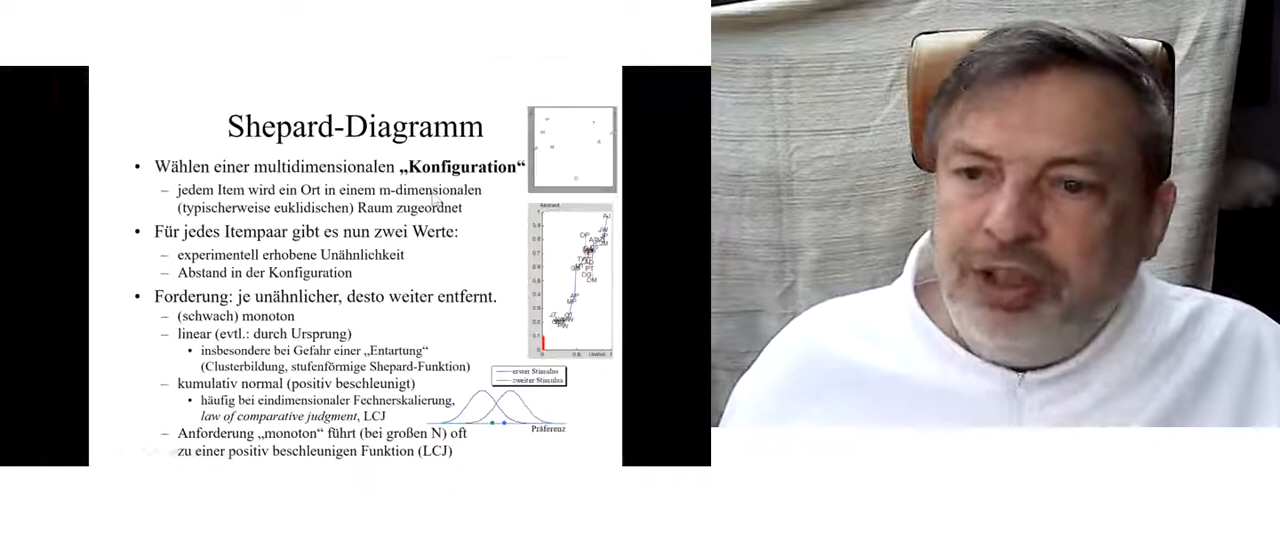 Shepard-Diagramm
• Wählen einer multidimensionalen „Konfiguration“
– jedem Item wird ein Ort in einem m-dimensionalen
(typischerweise euklidischen) Raum zugeordnet
• Für jedes Itempaar gibt es nun zwei Werte:
– experimentell erhobene Unähnlichkeit
– Abstand in der Konfiguration
• Forderung: je unähnlicher, desto weiter entfernt.
– (schwach) monoton
– linear (evtl.: durch Ursprung)
• insbesondere bei Gefahr einer „Entartung“
(Clusterbildung, stufenförmige Shepard-Funktion)
– kumulativ normal (positiv beschleunigt)
• häufig bei eindimensionaler Fechnerskalierung,
law of comparative judgment, LCJ
– Anforderung „monoton“ führt (bei großen N) oft
zu einer positiv beschleunigen Funktion (LCJ)
erster Stimulus
zweiter Stimulus
Präferenz